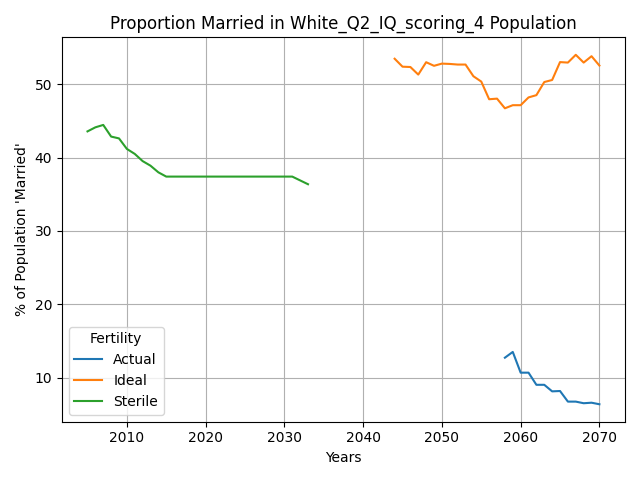 Proportion Married in White_Q2_IQ_scoring_4 Population
% of Population 'Married'
50
40
30
20
10
Fertility
Actual
Ideal
Sterile
2010 2020 2030 2040 2050 2060 2070
Years